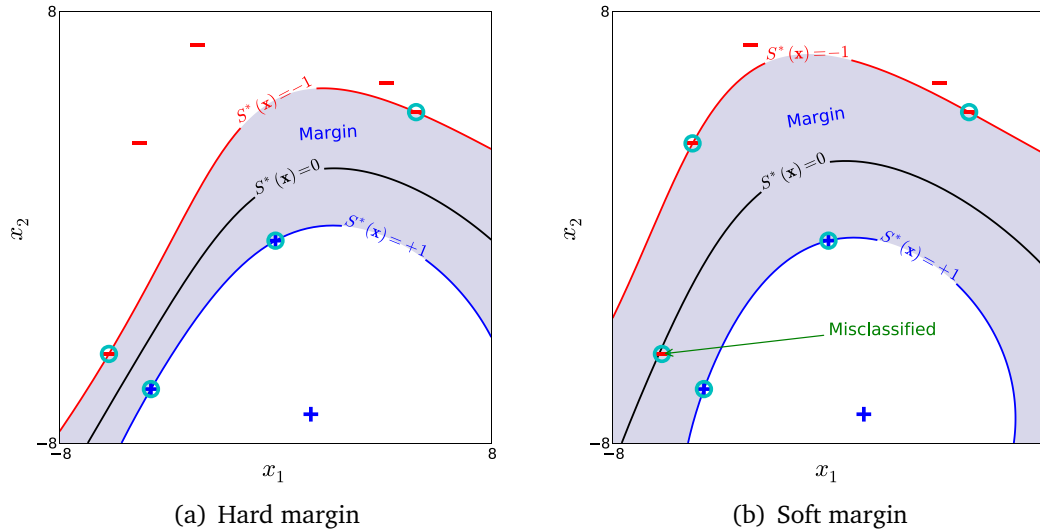 8
S*(x)=−1
Margin
S*(x)=0
S*(x)=+1
x₂
−8
−8
8
x₁
(a) Hard margin
8
S*(x)=−1
Margin
S*(x)=0
S*(x)=+1
Misclassified
x₂
−8
−8
x₁
(b) Soft margin